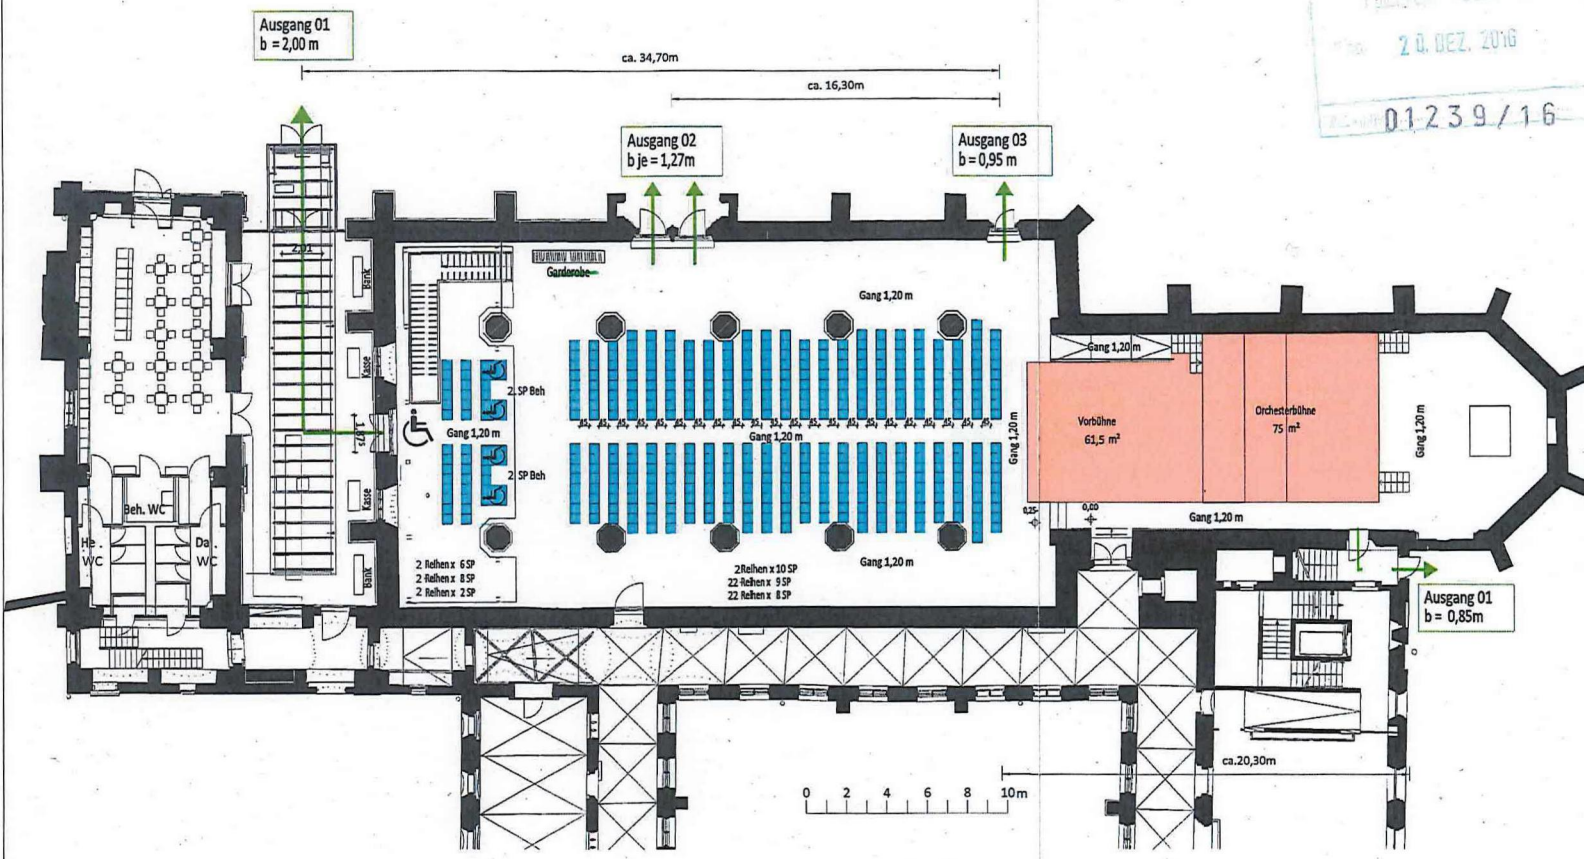 Ausgang 01
b = 2,00 m
20. DEZ. 2016
01239/16
ca. 34,70m
ca. 16,30m
Ausgang 02
b je = 1,27m
Ausgang 03
b = 0,95 m
2,01
Bank
Garderobe
Gang 1,20 m
Kasse
2. SP Beh
Gang 1,20 m
Vorbühne
61,5 m²
Orchesterbühne
75 m²
Gang 1,20 m
1,875
Gang 1,20 m
Gang 1,20 m
Gang 1,20 m
2. SP Beh
Kasse
Beh. WC
He.
WC
Da.
WC
0,25
0,00
Gang 1,20 m
Bank
2 Reihen x 6 SP
2 Reihen x 8 SP
2 Reihen x 2 SP
2 Reihen x 10 SP
22 Reihen x 9 SP
22 Reihen x 8 SP
Gang 1,20 m
Ausgang 01
b = 0,85m
ca.20,30m
0 2 4 6 8 10m